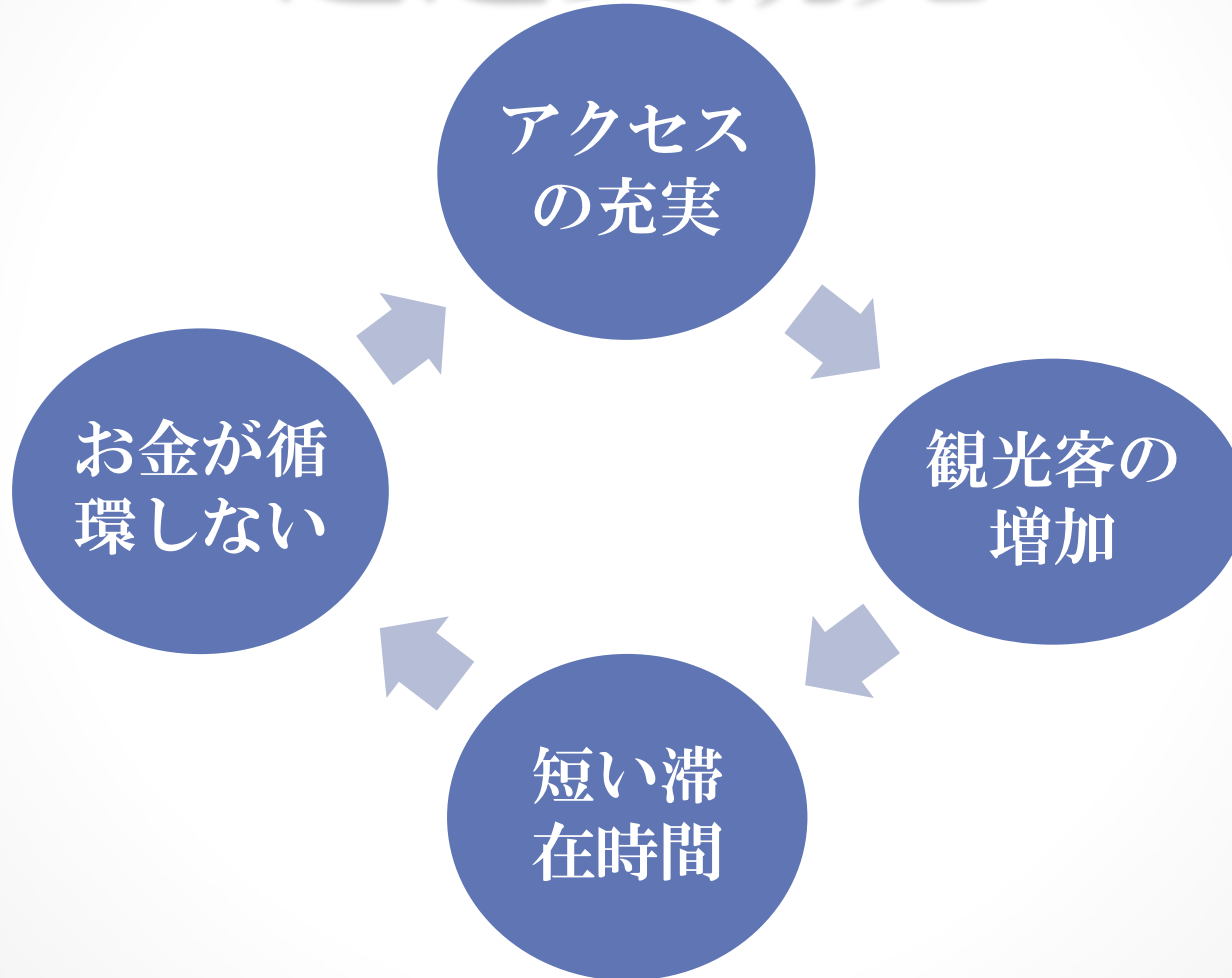 アクセス
の充実
観光客の
増加
短い滞
在時間
お金が循
環しない